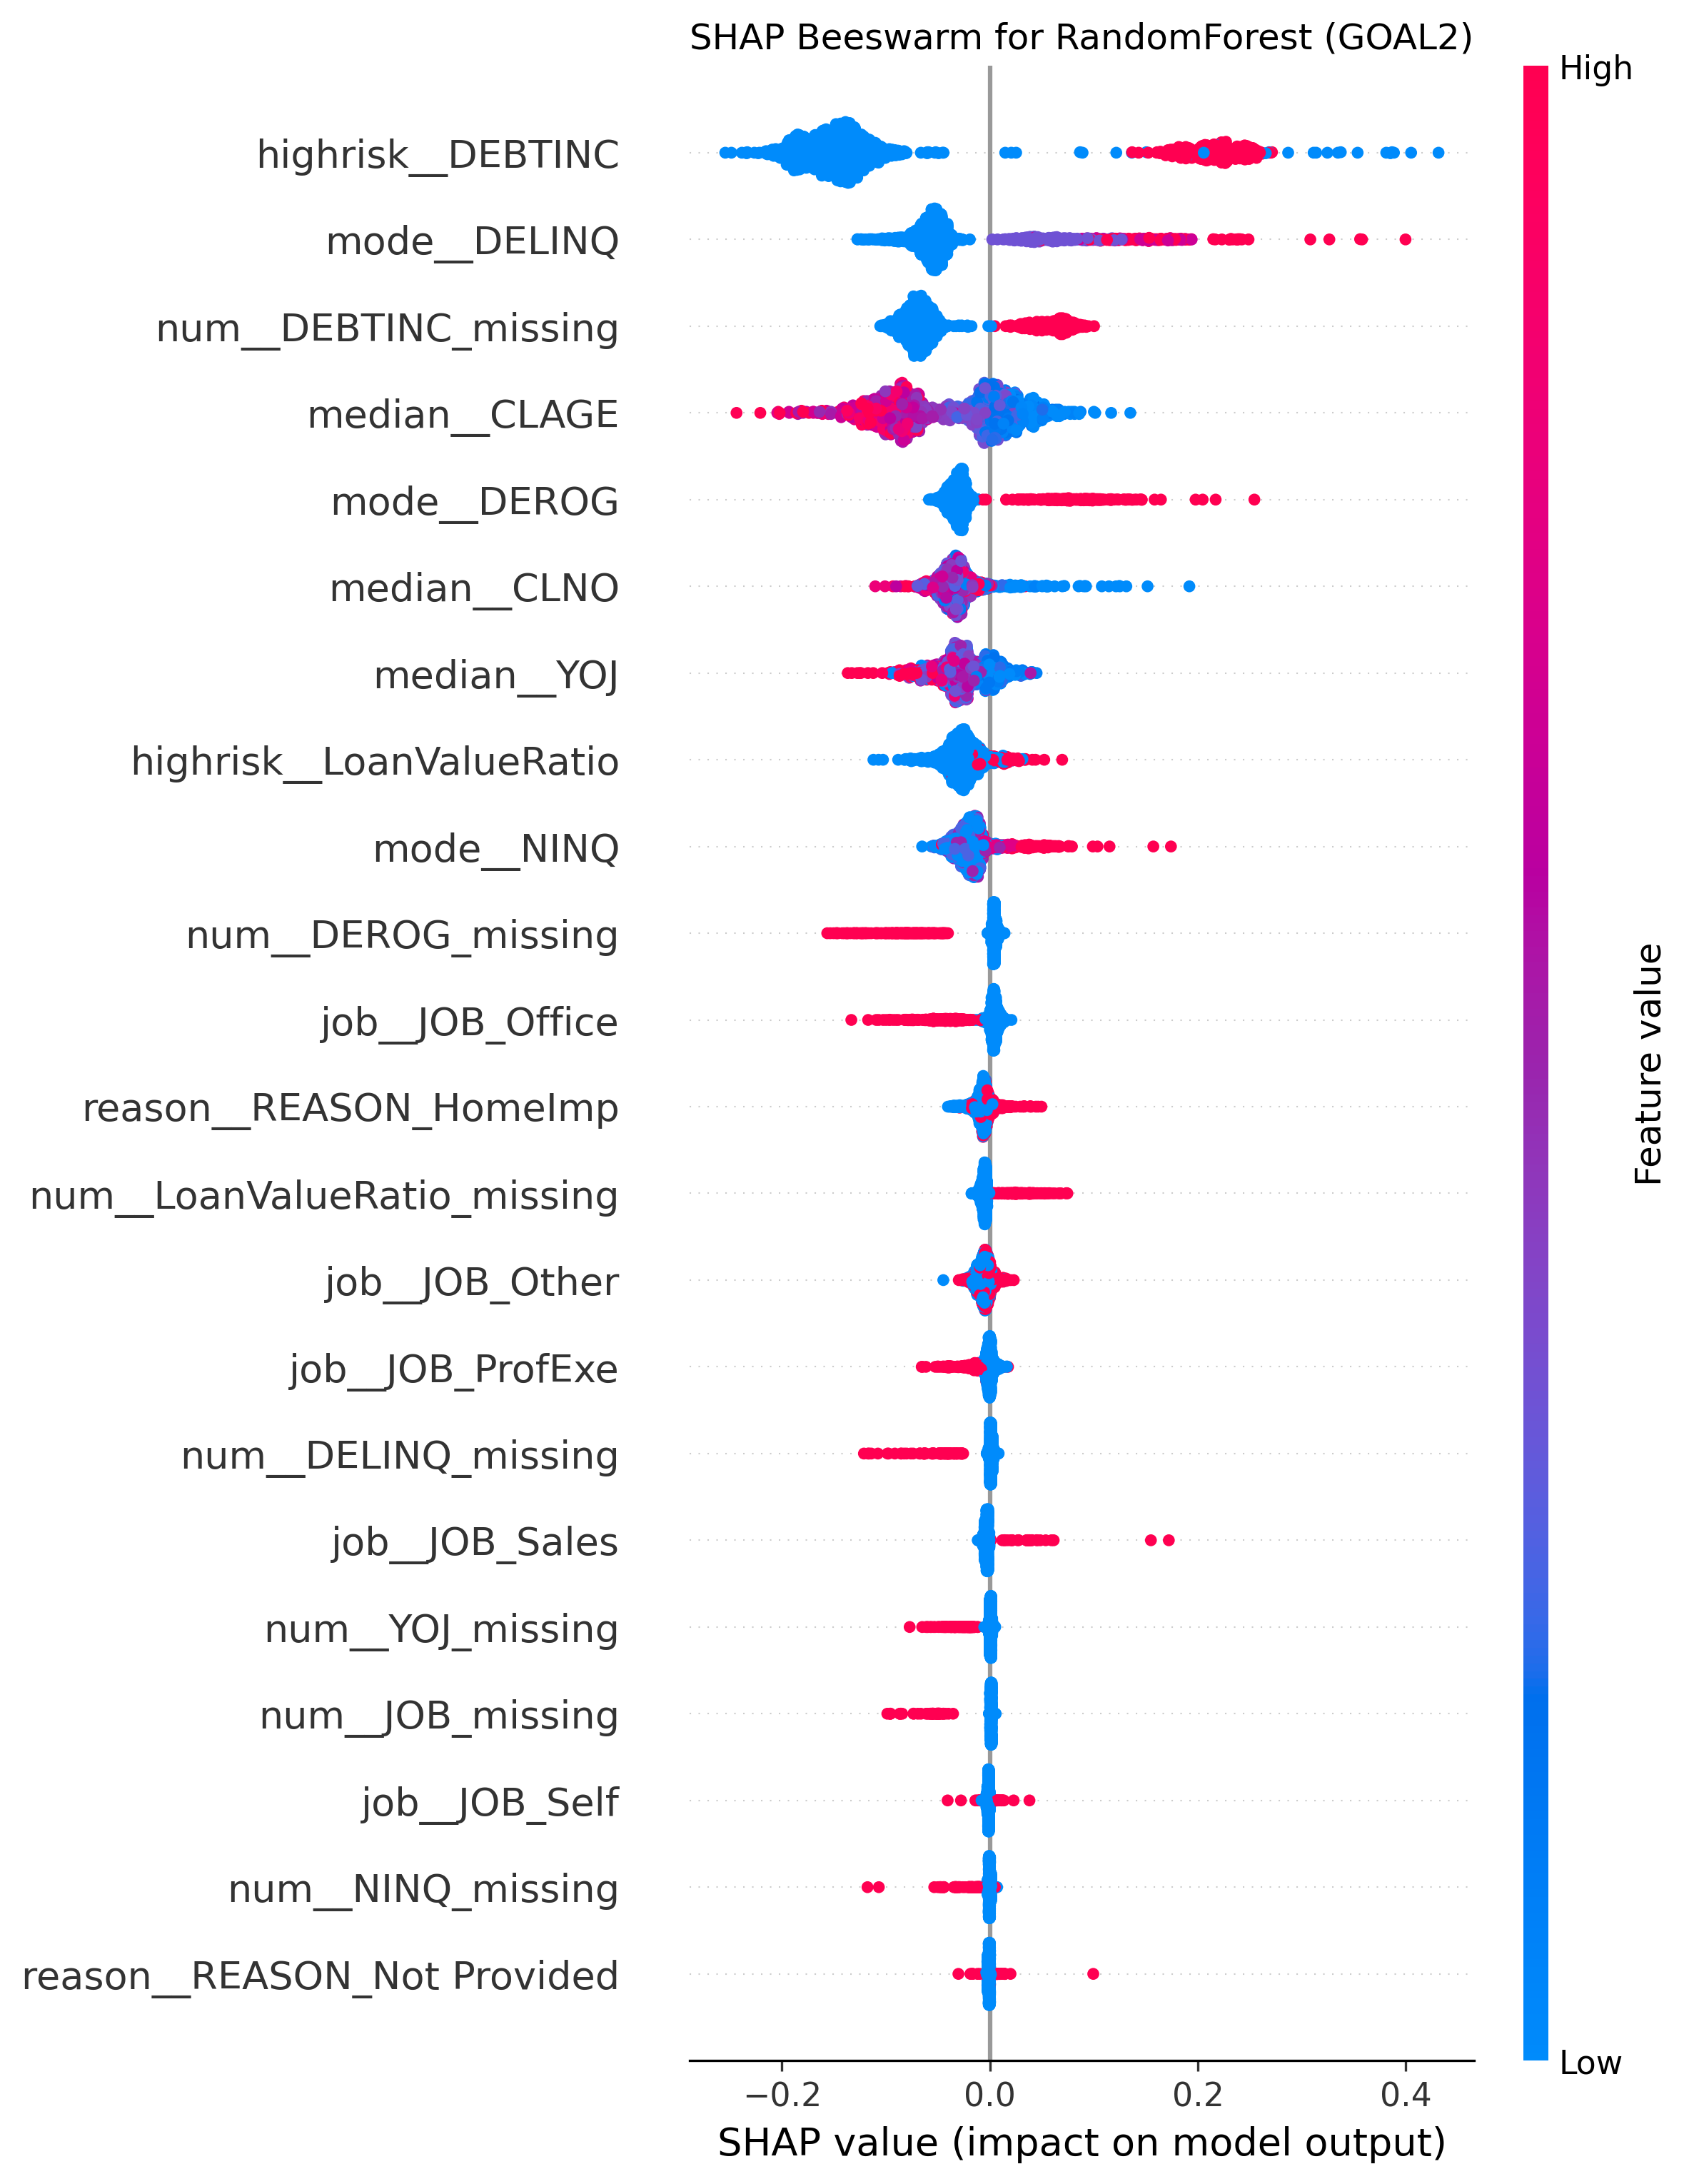 SHAP Beeswarm for RandomForest (GOAL2)
High
highrisk__DEBTINC
mode__DELINQ
num__DEBTINC_missing
median__CLAGE
mode__DEROG
median__CLNO
median__YOJ
highrisk__LoanValueRatio
mode__NINQ
num__DEROG_missing
job__JOB_Office
reason__REASON_HomeImp
num__LoanValueRatio_missing
job__JOB_Other
job__JOB_ProfExe
num__DELINQ_missing
job__JOB_Sales
num__YOJ_missing
num__JOB_missing
job__JOB_Self
num__NINQ_missing
reason__REASON_Not Provided
Feature value
Low
−0.2 0.0 0.2 0.4
SHAP value (impact on model output)